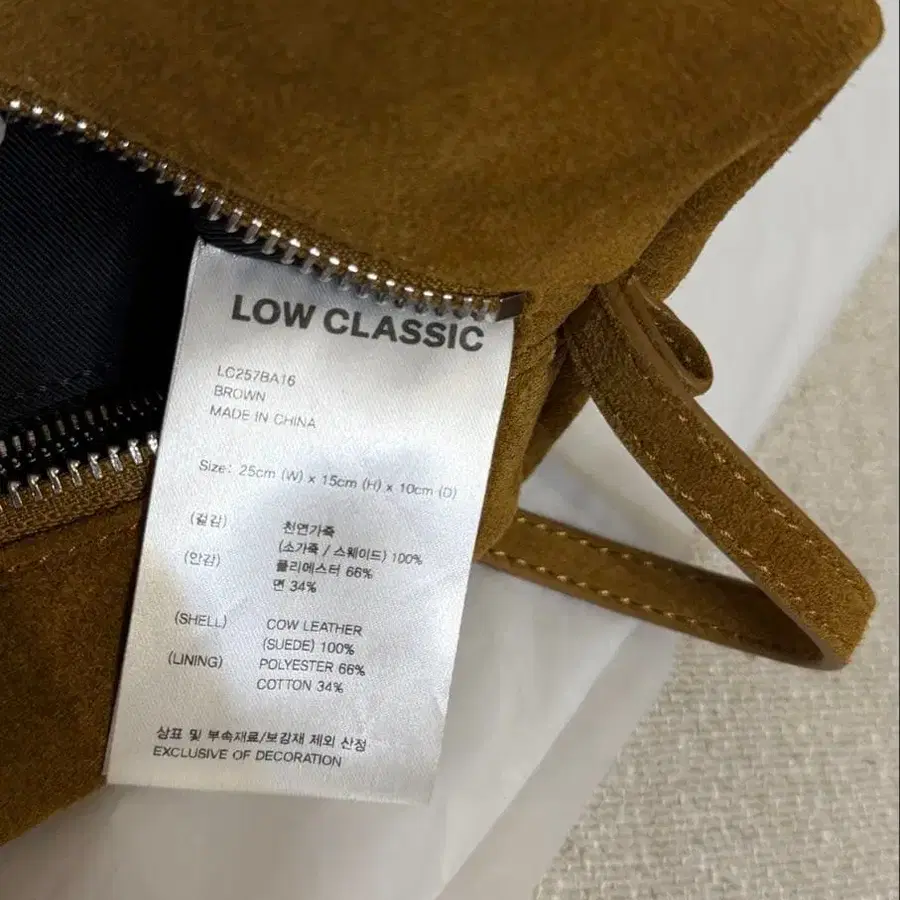 LOW CLASSIC
LC257BA16
BROWN
MADE IN CHINA
Size: 25cm (W) x 15cm (H) x 10cm (D)
(겉감) 천연가죽
(소가죽 / 스웨이드) 100%
(안감) 폴리에스터 66%
면 34%
(SHELL) COW LEATHER
(SUEDE) 100%
(LINING) POLYESTER 66%
COTTON 34%
상표 및 부속재료/보강재 제외 산정
EXCLUSIVE OF DECORATION